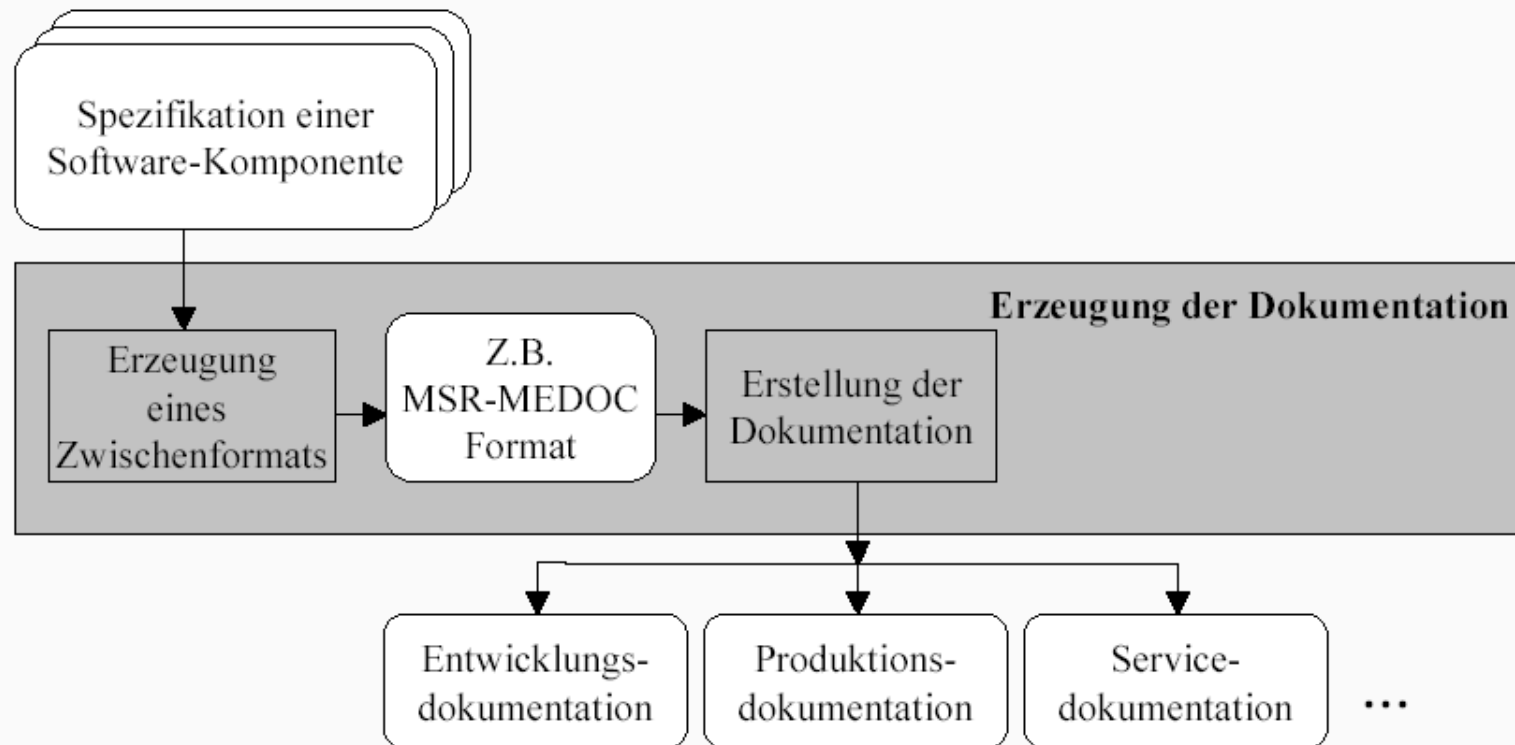 Spezifikation einer
Software-Komponente
Erzeugung der Dokumentation
Erzeugung
eines
Zwischenformats
Z.B.
MSR-MEDOC
Format
Erstellung der
Dokumentation
Entwicklungs-
dokumentation
Produktions-
dokumentation
Service-
dokumentation
...